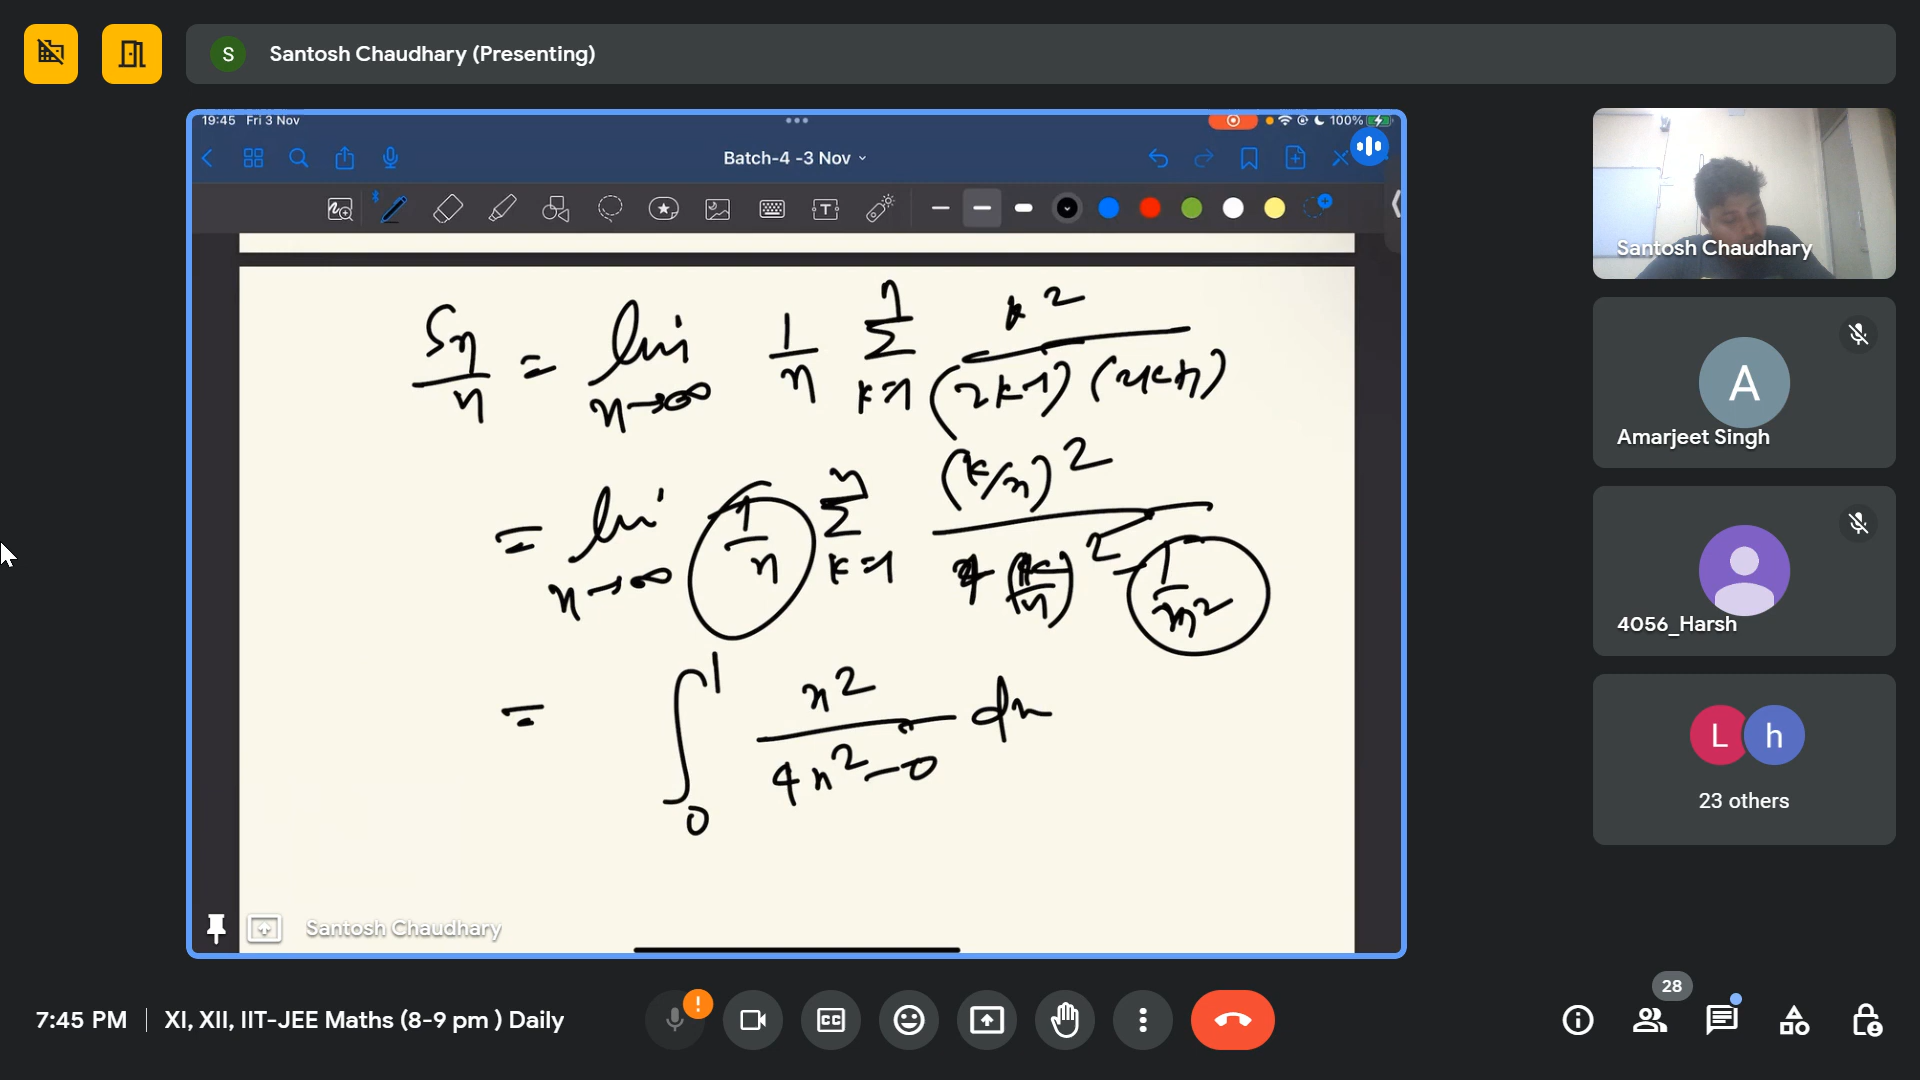 S Santosh Chaudhary (Presenting)
19:45 Fri 3 Nov
100%
Batch-4 -3 Nov
Sn/n = lim n→∞ 1/n Σ k=1 n k²/(2k-1)(2k+1)
= lim n→∞ 1/n Σ k=1 n (k/n)²/4(k/n)² - 1/n²
= ∫ 0 1 x²/4x²-0 dx
Santosh Chaudhary
Santosh Chaudhary
A
Amarjeet Singh
4056_Harsh
L h
23 others
7:45 PM | XI, XII, IIT-JEE Maths (8-9 pm ) Daily
CC
28